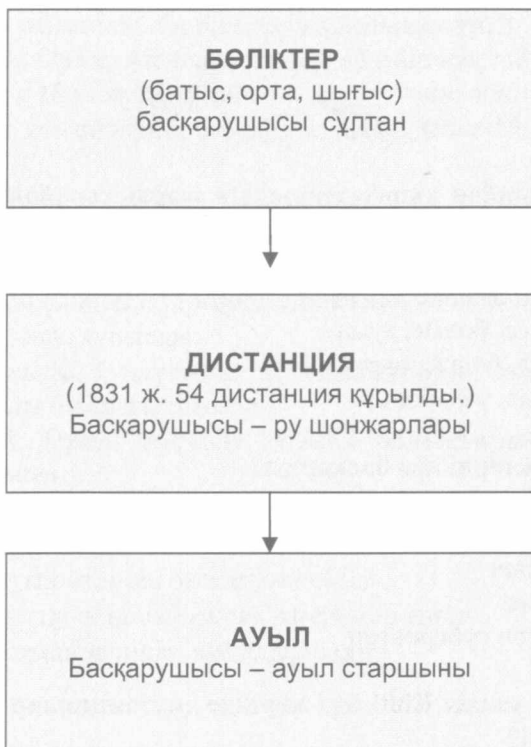 БӨЛІКТЕР
(батыс, орта, шығыс)
басқарушысы сұлтан
ДИСТАНЦИЯ
(1831 ж. 54 дистанция құрылды.)
Басқарушысы – ру шонжарлары
АУЫЛ
Басқарушысы – ауыл старшыны